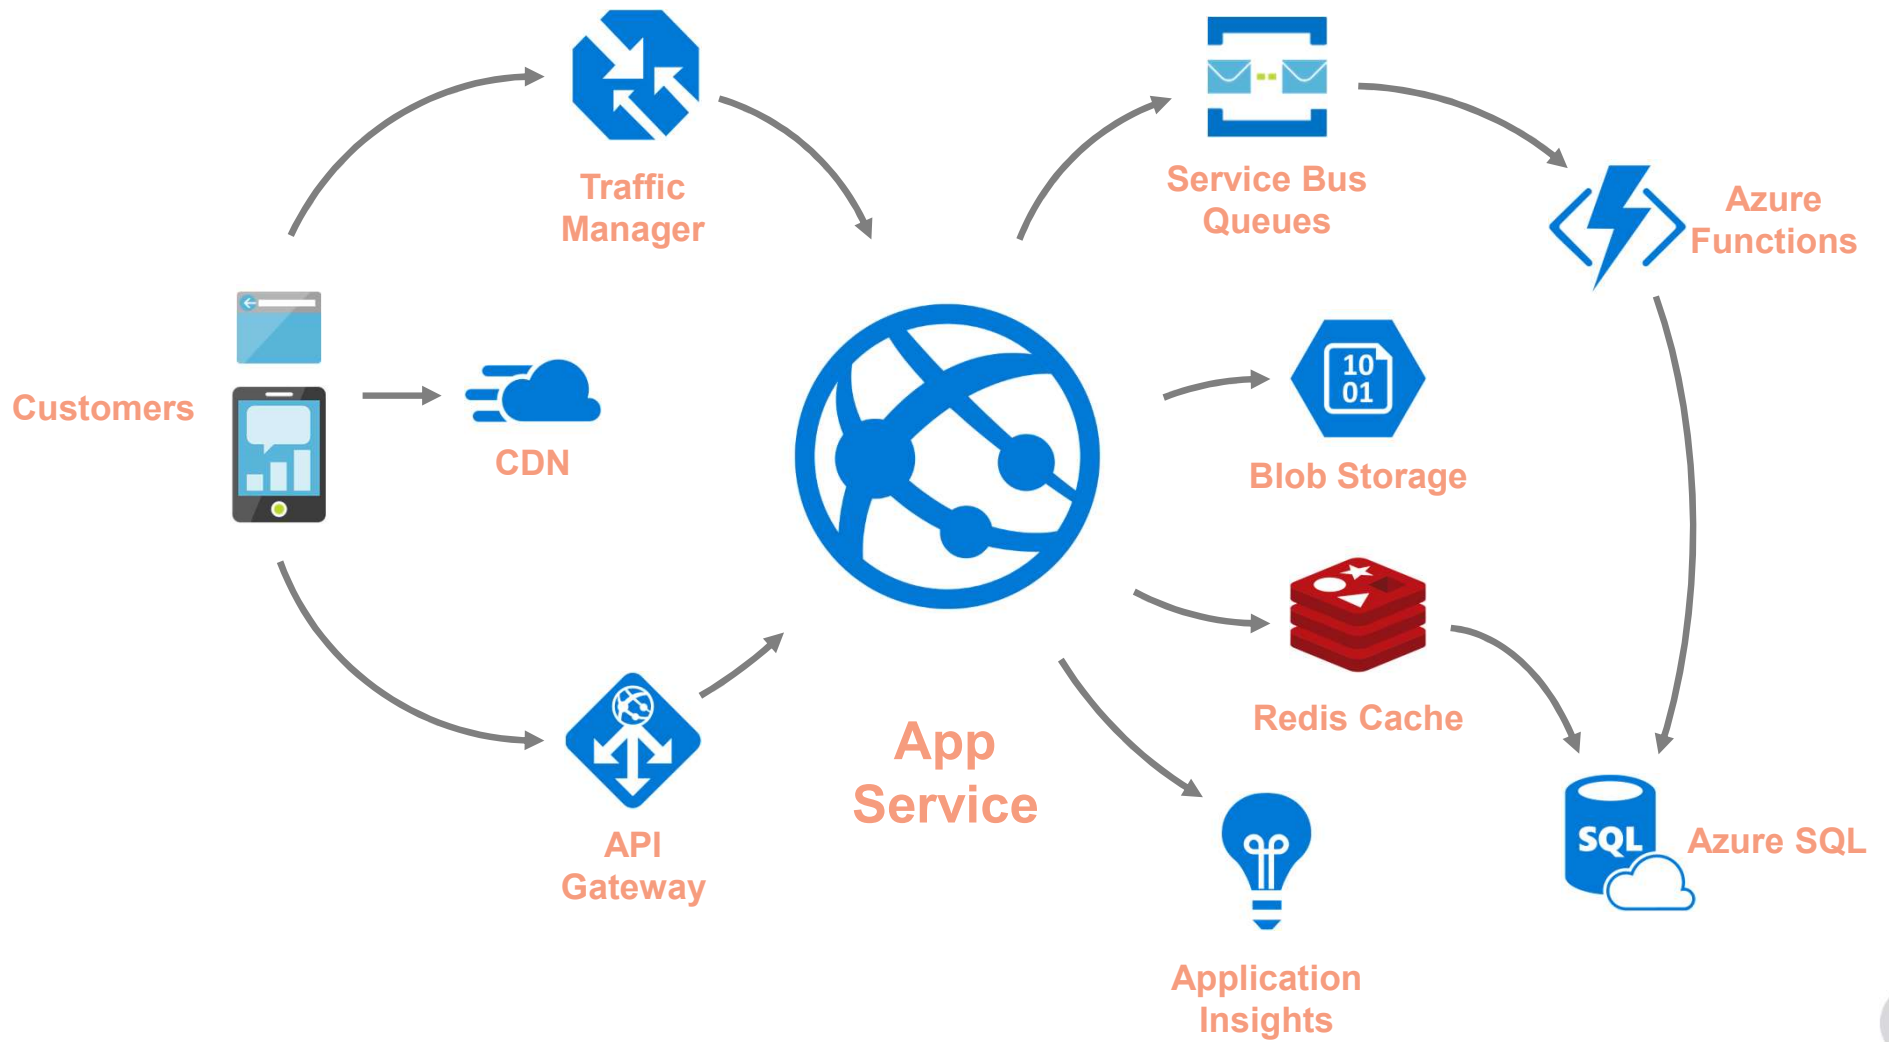 Traffic
Manager
Service Bus
Queues
Azure
Functions
Customers
CDN
10
01
Blob Storage
Redis Cache
App
Service
API
Gateway
SQL
Azure SQL
Application
Insights